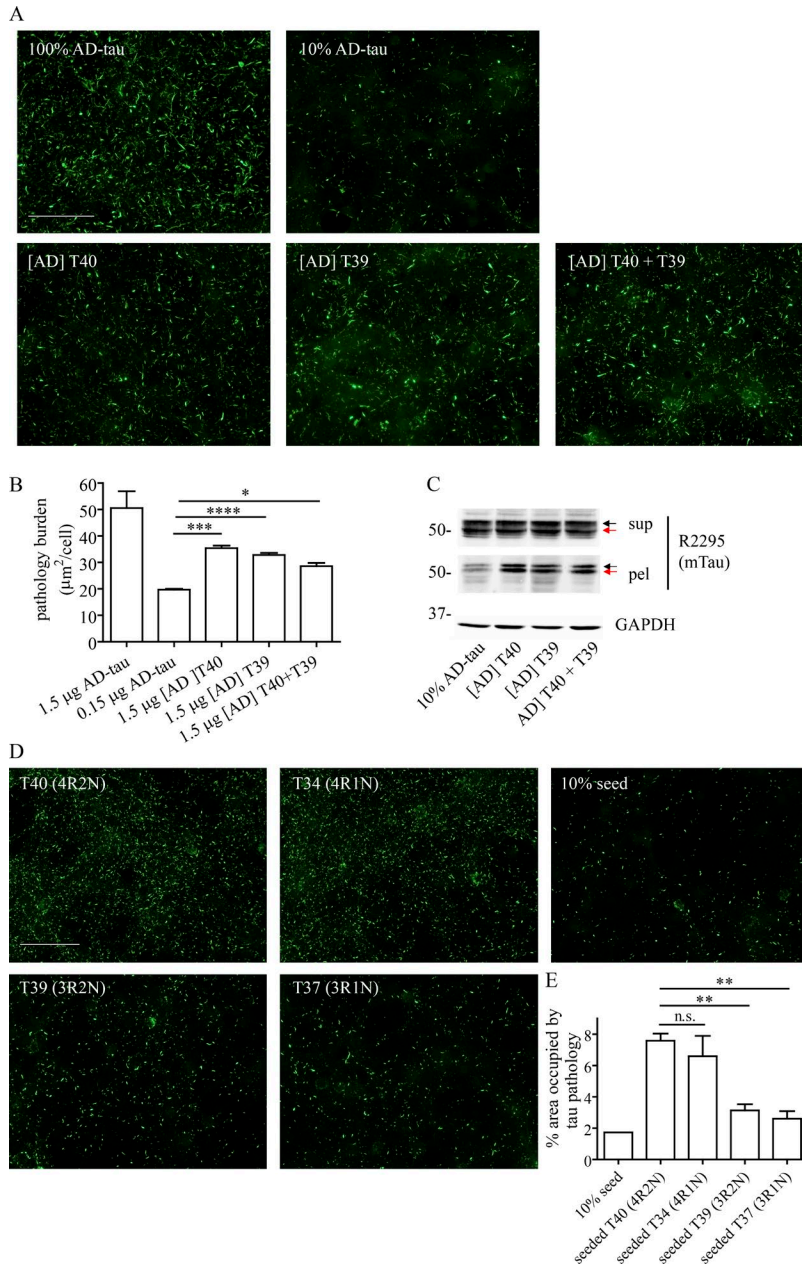 A
100% AD-tau
10% AD-tau
[AD] T40
[AD] T39
[AD] T40 + T39
B
pathology burden
(µm²/cell)
60
50
40
30
20
10
0
*
****
***
1.5 µg AD-tau
0.15 µg AD-tau
1.5 µg [AD ]T40
1.5 µg [AD] T39
1.5 µg [AD] T40+T39
C
50-
sup
R2295
(mTau)
50-
pel
37-
GAPDH
10% AD-tau
[AD] T40
[AD] T39
AD] T40 + T39
D
T40 (4R2N)
T34 (4R1N)
10% seed
T39 (3R2N)
T37 (3R1N)
E
% area occupied by
tau pathology
8
6
4
2
0
**
**
n.s.
10% seed
seeded T40 (4R2N)
seeded T34 (4R1N)
seeded T39 (3R2N)
seeded T37 (3R1N)